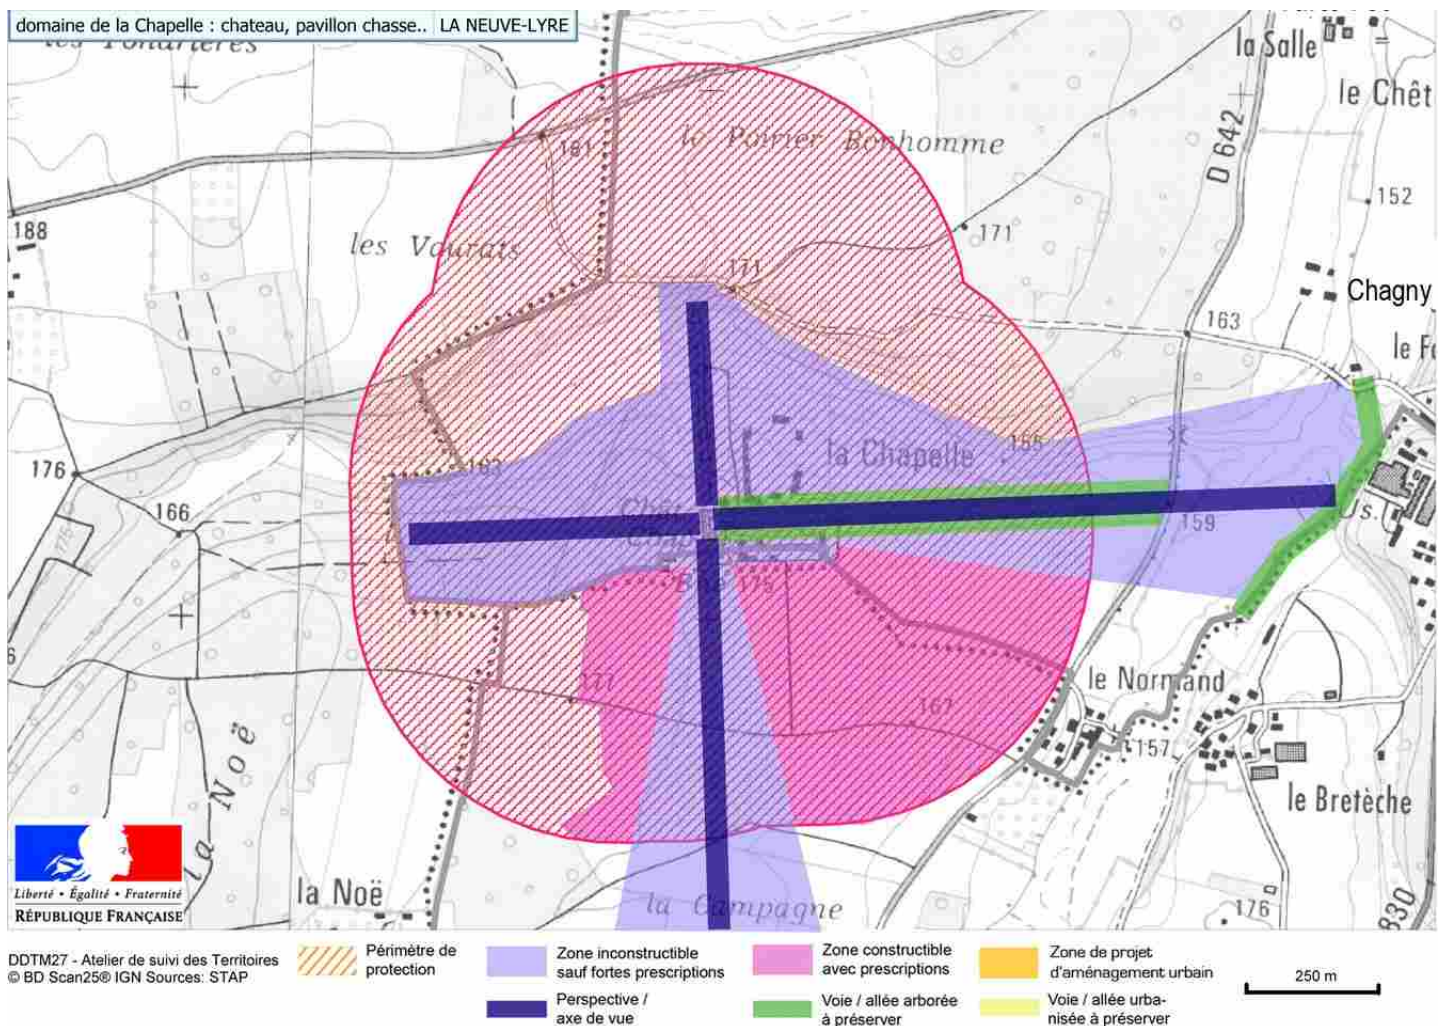 domaine de la Chapelle : chateau, pavillon chasse.. LA NEUVE-LYRE
la Salle
le Chêt
D 642
le Poirier Bonhomme
181
152
188
les Vaurais
171
171
Chagny
163
155
la Chapelle
163
176
166
159
175
177
le Normand
167
157
le Bretèche
la Noë
la Noë
la Campagne
176
830
Liberté • Égalité • Fraternité
RÉPUBLIQUE FRANÇAISE
DDTM27 - Atelier de suivi des Territoires
© BD Scan25® IGN Sources: STAP
Périmètre de
protection
Zone inconstructible
sauf fortes prescriptions
Perspective /
axe de vue
Zone constructible
avec prescriptions
Voie / allée arborée
à préserver
Zone de projet
d'aménagement urbain
Voie / allée urba-
nisée à préserver
250 m